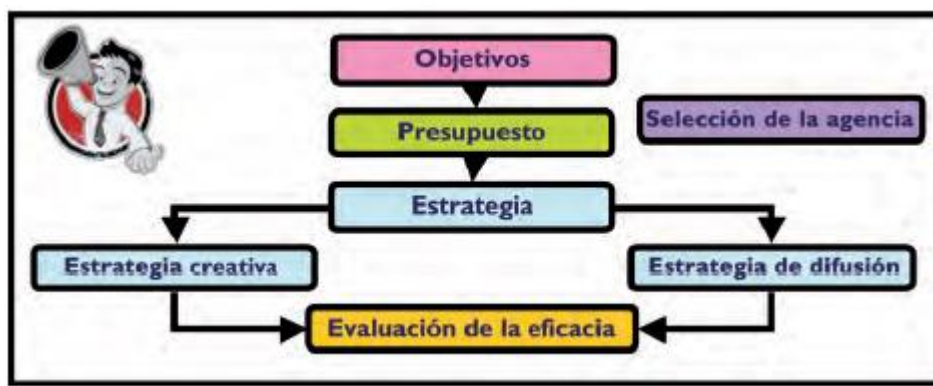 Objetivos
Presupuesto
Selección de la agencia
Estrategia
Estrategia creativa
Estrategia de difusión
Evaluación de la eficacia